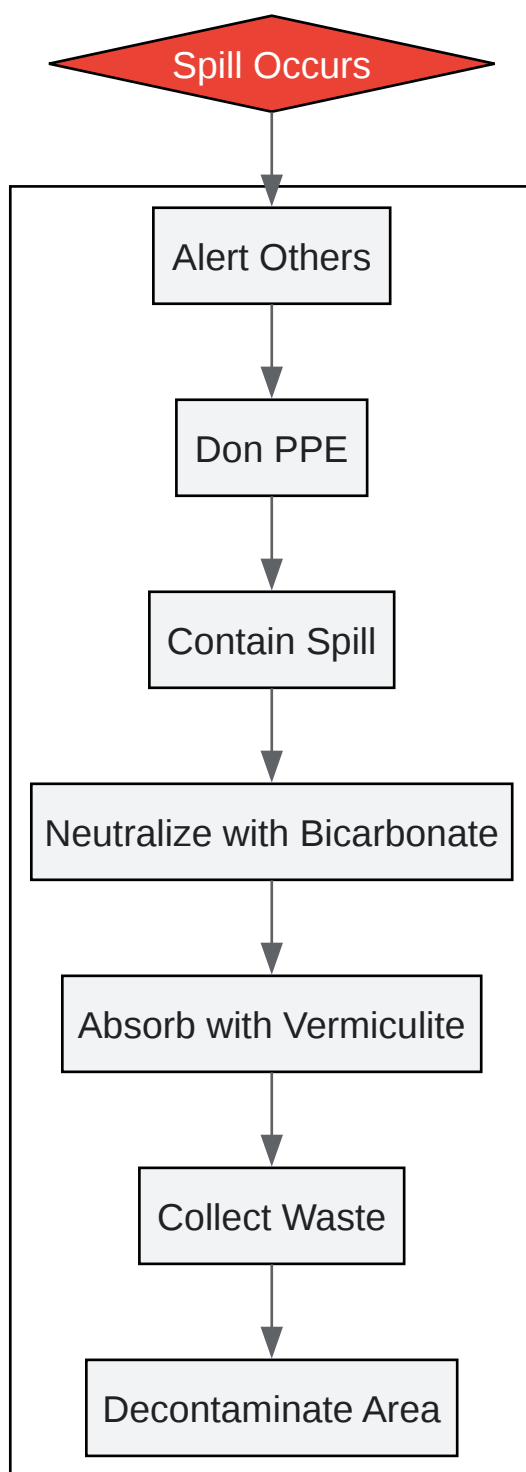 Spill Occurs
Alert Others
Don PPE
Contain Spill
Neutralize with Bicarbonate
Absorb with Vermiculite
Collect Waste
Decontaminate Area